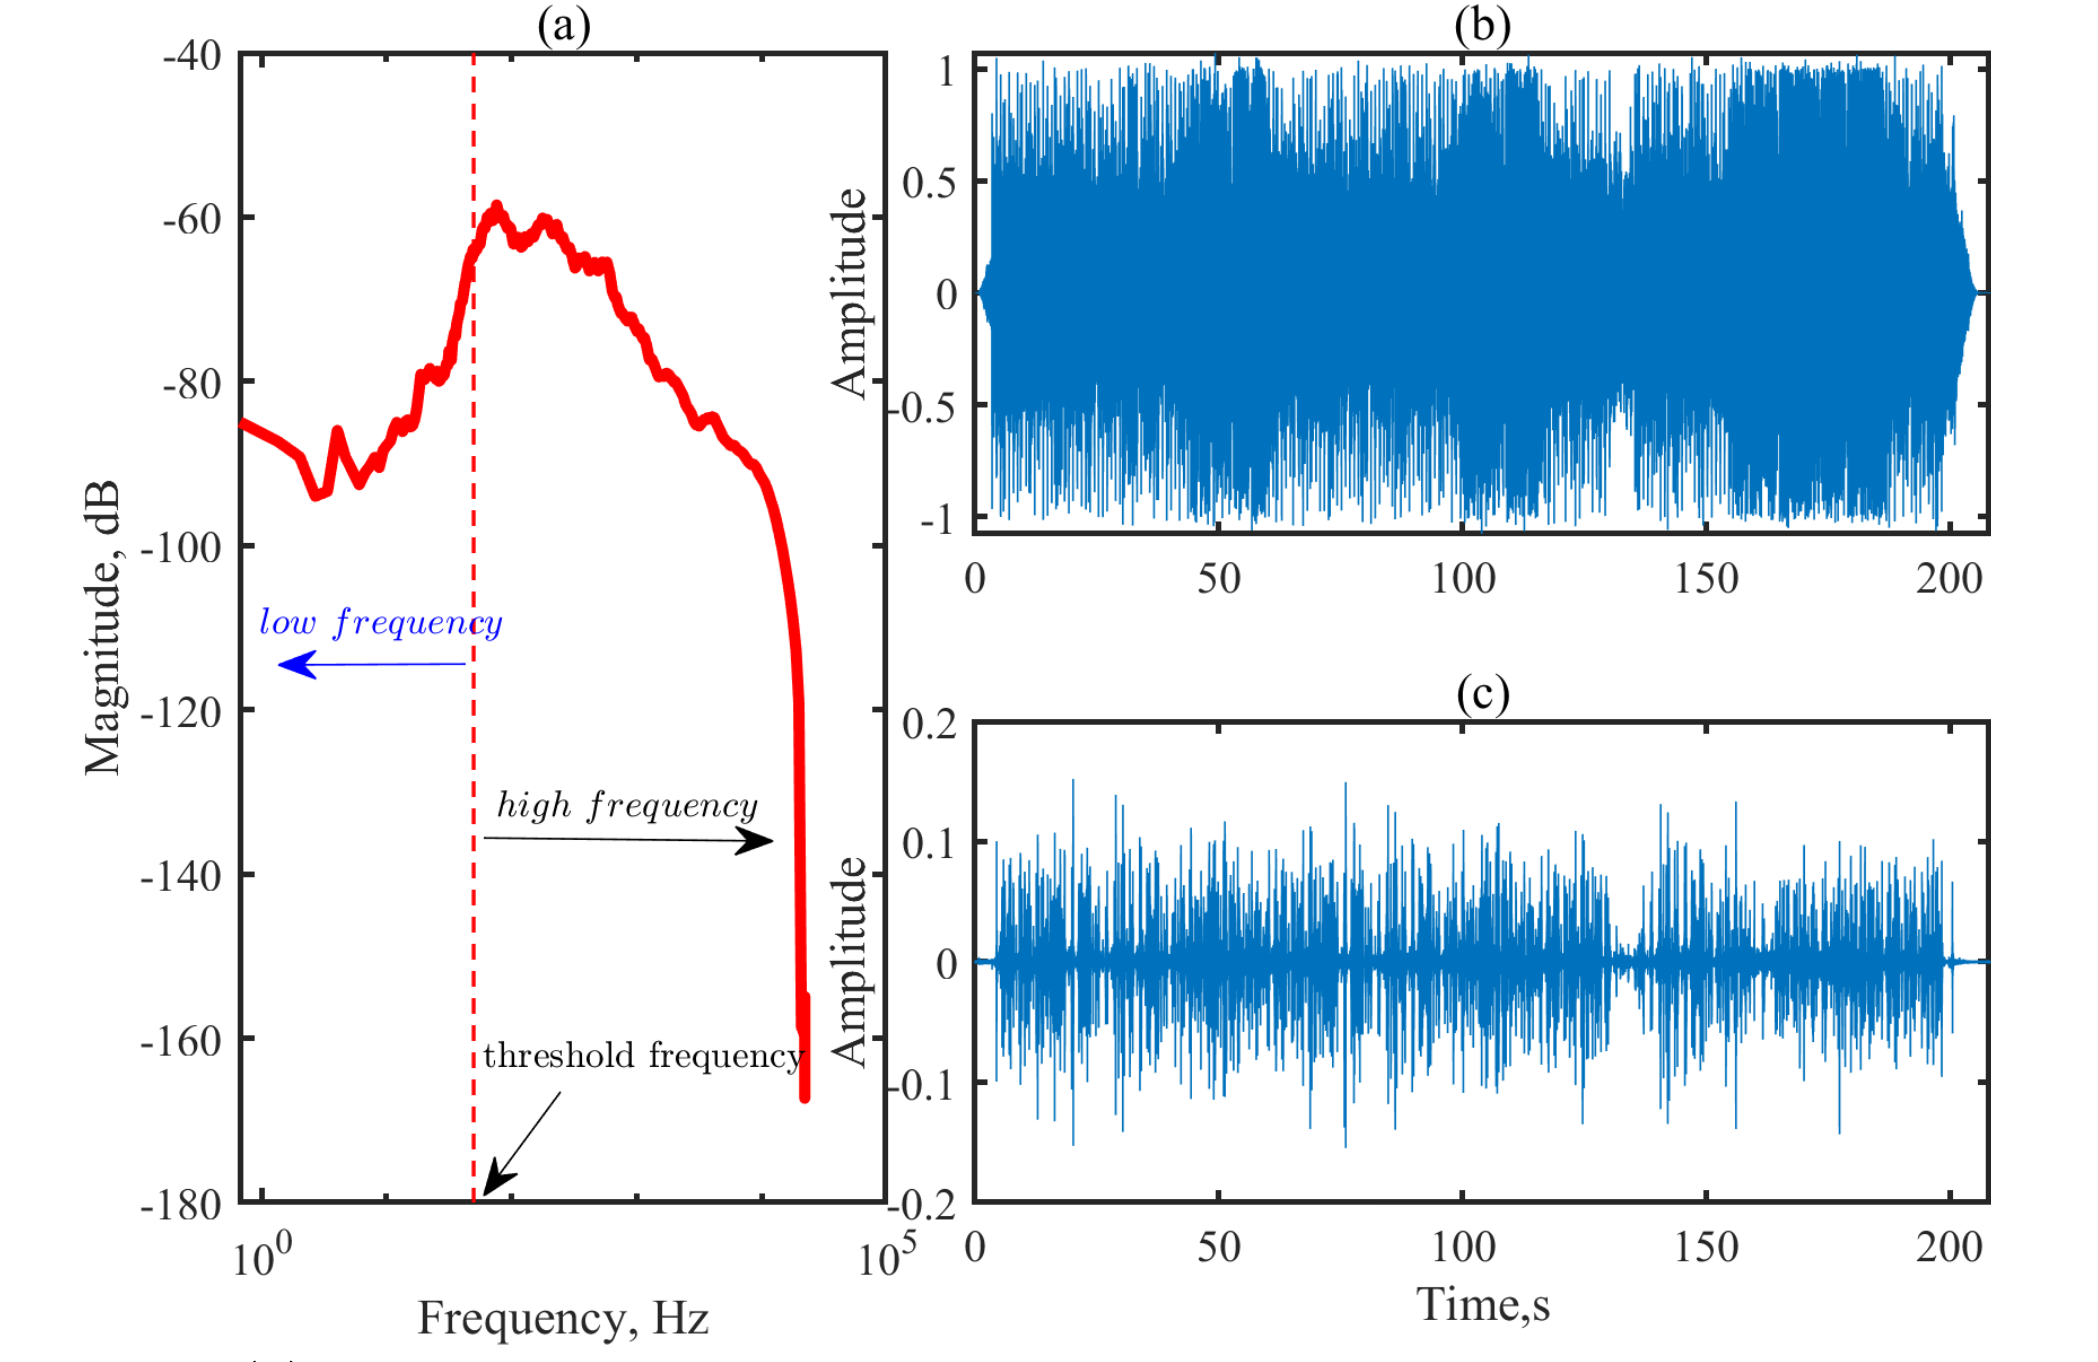 (a)
-40
-60
-80
-100
-120
-140
-160
-180
Magnitude, dB
low frequency
high frequency
threshold frequency
10^0
10^5
Frequency, Hz
(b)
1
0.5
0
-0.5
-1
Amplitude
0
50
100
150
200
(c)
0.2
0.1
0
-0.1
-0.2
Amplitude
0
50
100
150
200
Time,s